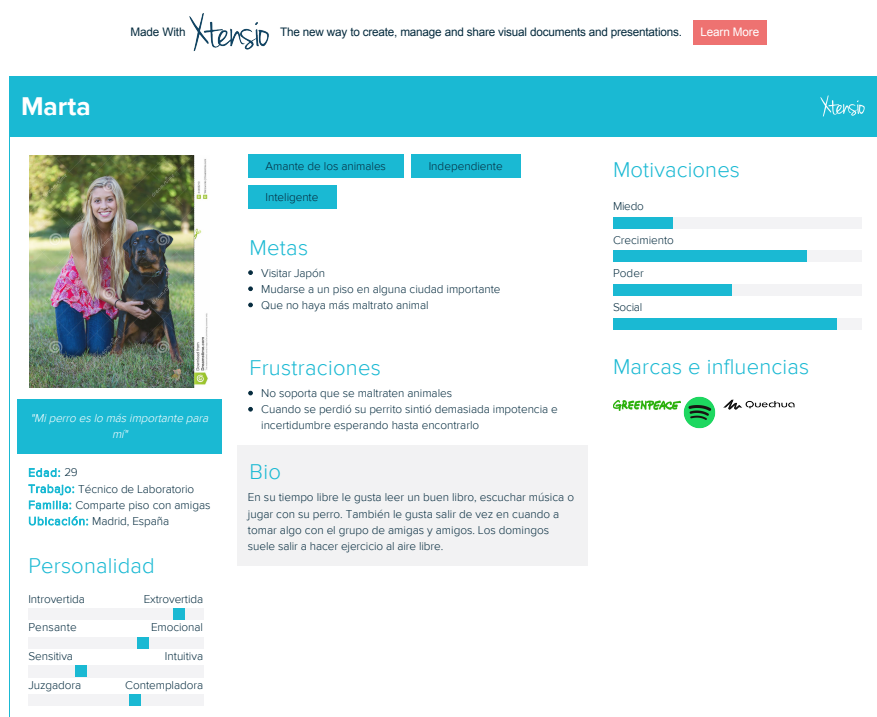 Made With Xtensio The new way to create, manage and share visual documents and presentations. Learn More
Marta
Xtensio
"Mi perro es lo más importante para
mí"
Edad: 29
Trabajo: Técnico de Laboratorio
Familia: Comparte piso con amigas
Ubicación: Madrid, España
Personalidad
Introvertida Extrovertida
Pensante Emocional
Sensitiva Intuitiva
Juzgadora Contempladora
Amante de los animales Independiente
Inteligente
Metas
Visitar Japón
Mudarse a un piso en alguna ciudad importante
Que no haya más maltrato animal
Frustraciones
No soporta que se maltraten animales
Cuando se perdió su perrito sintió demasiada impotencia e
incertidumbre esperando hasta encontrarlo
Bio
En su tiempo libre le gusta leer un buen libro, escuchar música o
jugar con su perro. También le gusta salir de vez en cuando a
tomar algo con el grupo de amigas y amigos. Los domingos
suele salir a hacer ejercicio al aire libre.
Motivaciones
Miedo
Crecimiento
Poder
Social
Marcas e influencias
GREENPEACE Quechua